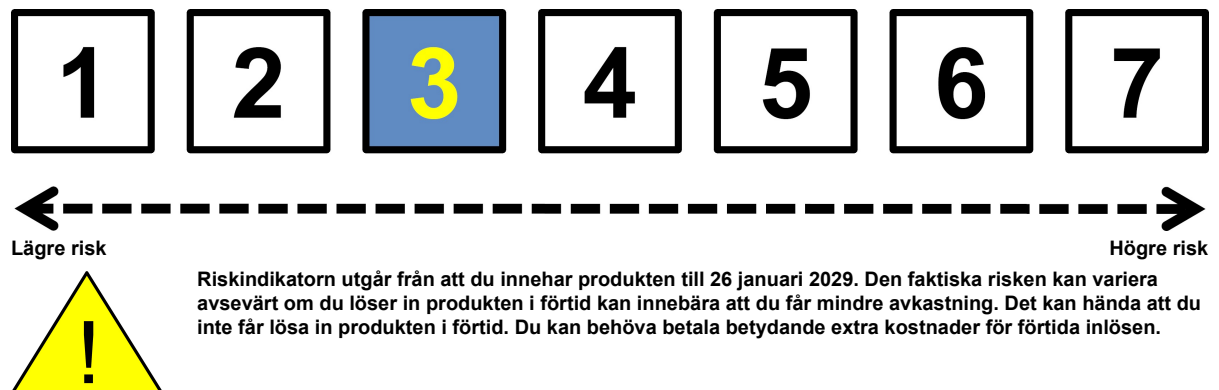 1 2 3 4 5 6 7
Lägre risk Högre risk
Riskindikatorn utgår från att du innehar produkten till 26 januari 2029. Den faktiska risken kan variera
avsevärt om du löser in produkten i förtid kan innebära att du får mindre avkastning. Det kan hända att du
inte får lösa in produkten i förtid. Du kan behöva betala betydande extra kostnader för förtida inlösen.
!